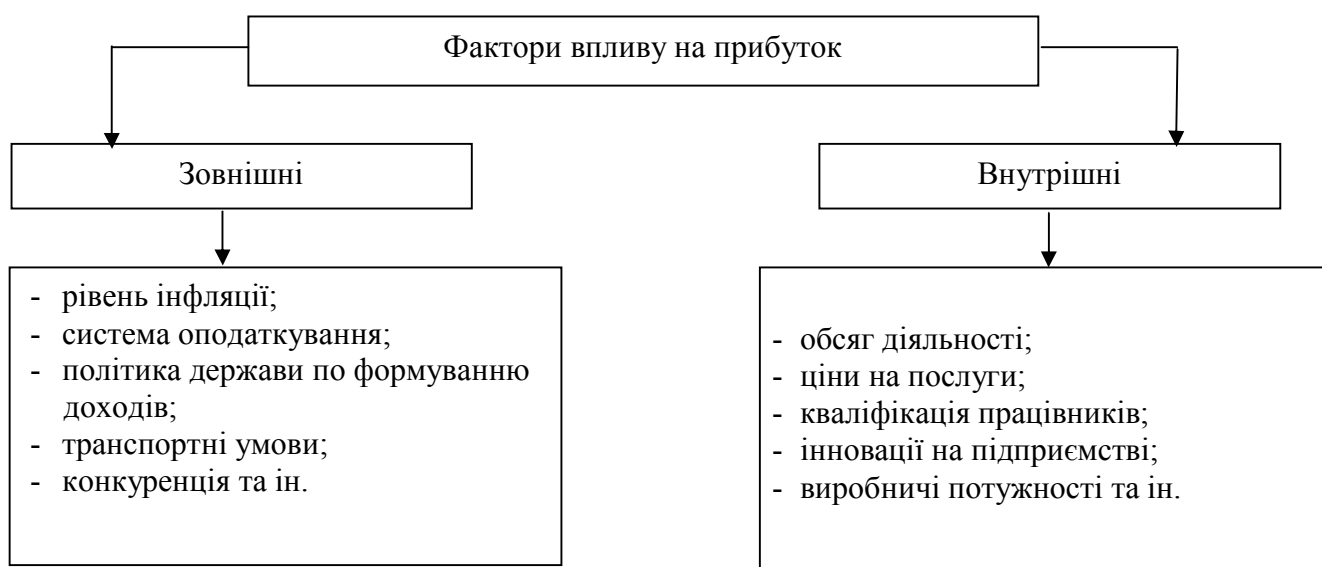 Фактори впливу на прибуток
Зовнішні
Внутрішні
- рівень інфляції;
- система оподаткування;
- політика держави по формуванню
доходів;
- транспортні умови;
- конкуренція та ін.
- обсяг діяльності;
- ціни на послуги;
- кваліфікація працівників;
- інновації на підприємстві;
- виробничі потужності та ін.